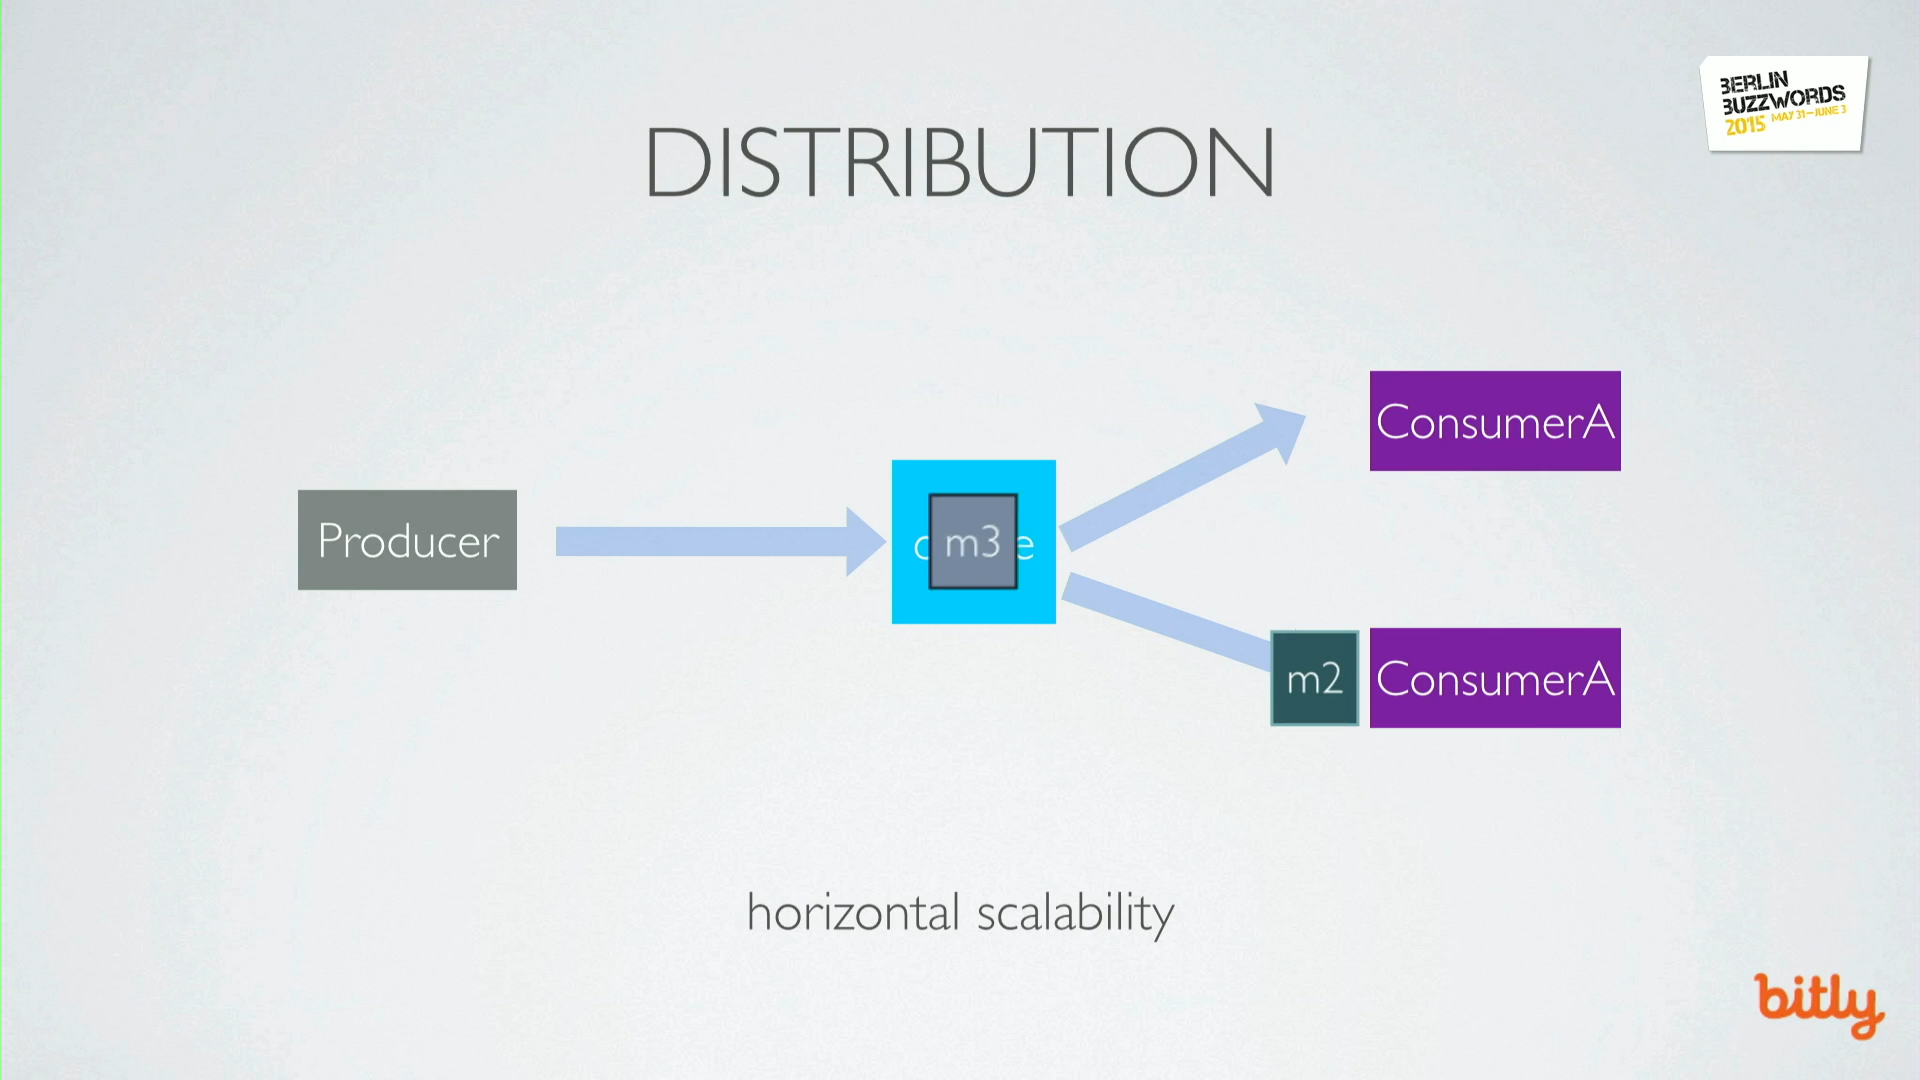 BERLIN
BUZZWORDS
2015 MAY 31-JUNE 3
DISTRIBUTION
ConsumerA
Producer
m3
m2
ConsumerA
horizontal scalability
bitly